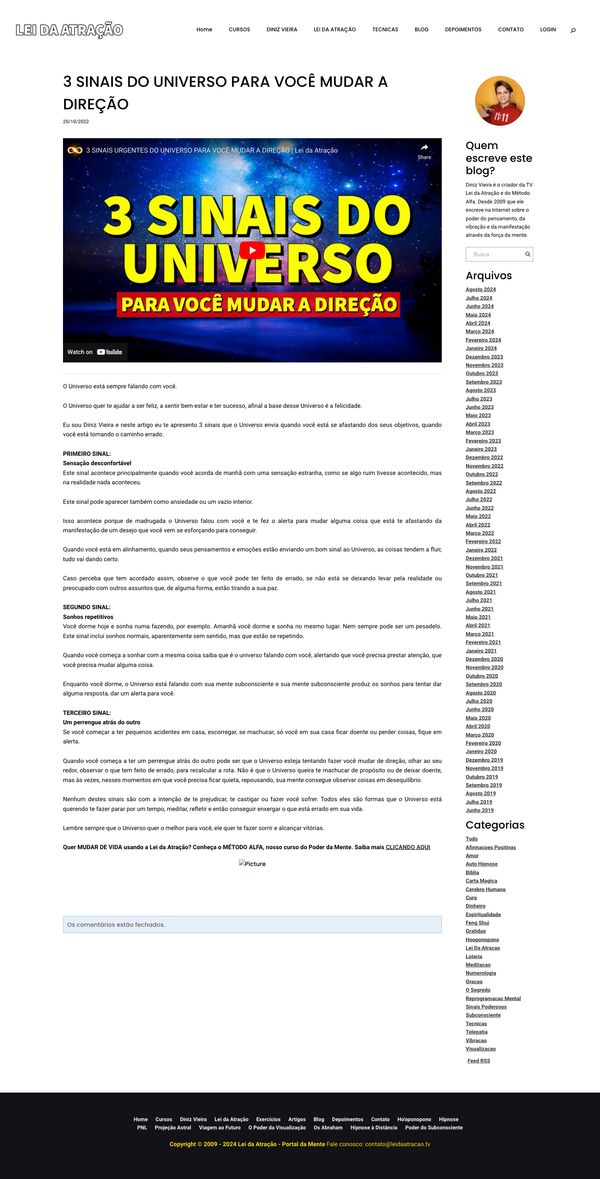 LEI DA ATRAÇÃO
Home CURSOS DINIZ VIEIRA LEI DA ATRAÇÃO TECNICAS BLOG DEPOIMENTOS CONTATO LOGIN
3 SINAIS DO UNIVERSO PARA VOCÊ MUDAR A
DIREÇÃO
20/10/2022
3 SINAIS URGENTES DO UNIVERSO PARA VOCÊ MUDAR A DIREÇÃO | Lei da Atração
Share
3 SINAIS DO
UNIVERSO
PARA VOCÊ MUDAR A DIREÇÃO
Watch on YouTube
O Universo está sempre falando com você.
O Universo quer te ajudar a ser feliz, a sentir bem-estar e ter sucesso, afinal a base desse Universo é a felicidade.
Eu sou Diniz Vieira e neste artigo eu te apresento 3 sinais que o Universo envia quando você está se afastando dos seus objetivos, quando
você está tomando o caminho errado.
PRIMEIRO SINAL:
Sensação desconfortável
Este sinal acontece principalmente quando você acorda de manhã com uma sensação estranha, como se algo ruim tivesse acontecido, mas
na realidade nada aconteceu.
Este sinal pode aparecer também como ansiedade ou um vazio interior.
Isso acontece porque de madrugada o Universo falou com você e te fez o alerta para mudar alguma coisa que está te afastando da
manifestação de um desejo que você vem se esforçando para conseguir.
Quando você está em alinhamento, quando seus pensamentos e emoções estão enviando um bom sinal ao Universo, as coisas tendem a fluir,
tudo vai dando certo.
Caso perceba que tem acordado assim, observe o que você pode ter feito de errado, se não está se deixando levar pela realidade ou
preocupado com outros assuntos que, de alguma forma, estão tirando a sua paz.
SEGUNDO SINAL:
Sonhos repetitivos
Você dorme hoje e sonha numa fazendo, por exemplo. Amanhã você dorme e sonha no mesmo lugar. Nem sempre pode ser um pesadelo.
Este sinal inclui sonhos normais, aparentemente sem sentido, mas que estão se repetindo.
Quando você começa a sonhar com a mesma coisa saiba que é o universo falando com você, alertando que você precisa prestar atenção, que
você precisa mudar alguma coisa.
Enquanto você dorme, o Universo está falando com sua mente subconsciente e sua mente subconsciente produz os sonhos para tentar dar
alguma resposta, dar um alerta para você.
TERCEIRO SINAL:
Um perrengue atrás do outro
Se você começar a ter pequenos acidentes em casa, escorregar, se machucar, só você em sua casa ficar doente ou perder coisas, fique em
alerta.
Quando você começa a ter um perrengue atrás do outro pode ser que o Universo esteja tentando fazer você mudar de direção, olhar ao seu
redor, observar o que tem feito de errado, para recalcular a rota. Não é que o Universo queira te machucar de propósito ou de deixar doente,
mas às vezes, nesses momentos em que você precisa ficar quieta, repousando, sua mente consegue observar coisas em desequilíbrio.
Nenhum destes sinais são com a intenção de te prejudicar, te castigar ou fazer você sofrer. Todos eles são formas que o Universo está
querendo te fazer parar por um tempo, meditar, refletir e então conseguir enxergar o que está errado em sua vida.
Lembre sempre que o Universo quer o melhor para você, ele quer te fazer sorrir e alcançar vitórias.
Quer MUDAR DE VIDA usando a Lei da Atração? Conheça o MÉTODO ALFA, nosso curso do Poder da Mente. Saiba mais CLICANDO AQUI
Picture
Os comentários estão fechados.
11:11
Quem
escreve este
blog?
Diniz Vieira é o criador da TV
Lei da Atração e do Método
Alfa. Desde 2009 que ele
escreve na Internet sobre o
poder do pensamento, da
vibração e da manifestação
através da força da mente.
Busca
Arquivos
Agosto 2024
Julho 2024
Junho 2024
Maio 2024
Abril 2024
Março 2024
Fevereiro 2024
Janeiro 2024
Dezembro 2023
Novembro 2023
Outubro 2023
Setembro 2023
Agosto 2023
Julho 2023
Junho 2023
Maio 2023
Abril 2023
Março 2023
Fevereiro 2023
Janeiro 2023
Dezembro 2022
Novembro 2022
Outubro 2022
Setembro 2022
Agosto 2022
Julho 2022
Junho 2022
Maio 2022
Abril 2022
Março 2022
Fevereiro 2022
Janeiro 2022
Dezembro 2021
Novembro 2021
Outubro 2021
Setembro 2021
Agosto 2021
Julho 2021
Junho 2021
Maio 2021
Abril 2021
Março 2021
Fevereiro 2021
Janeiro 2021
Dezembro 2020
Novembro 2020
Outubro 2020
Setembro 2020
Agosto 2020
Julho 2020
Junho 2020
Maio 2020
Abril 2020
Março 2020
Fevereiro 2020
Janeiro 2020
Dezembro 2019
Novembro 2019
Outubro 2019
Setembro 2019
Agosto 2019
Julho 2019
Junho 2019
Categorias
Tudo
Afirmacoes Positivas
Amor
Auto Hipnose
Biblia
Carta Magica
Cerebro Humano
Cura
Dinheiro
Espiritualidade
Feng Shui
Gratidao
Hooponopono
Lei Da Atracao
Loteria
Meditacao
Numerologia
Oracao
O Segredo
Reprogramacao Mental
Sinais Poderosos
Subconsciente
Tecnicas
Telepatia
Vibracao
Visualizacao
Feed RSS
Home Cursos Diniz Vieira Lei da Atração Exercícios Artigos Blog Depoimentos Contato Ho'oponopono Hipnose
PNL Projeção Astral Viagem ao Futuro O Poder da Visualização Os Abraham Hipnose à Distância Poder do Subconsciente
Copyright © 2009 - 2024 Lei da Atração - Portal da Mente Fale conosco: contato@leidaatracao.tv